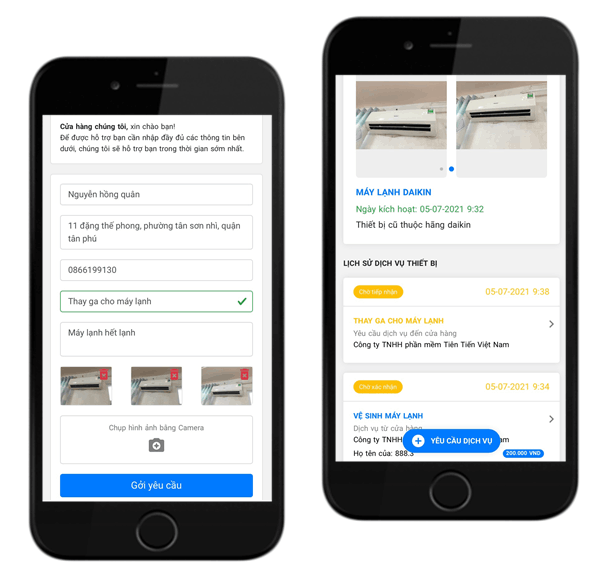 Cửa hàng chúng tôi, xin chào bạn!
Để được hỗ trợ bạn cần nhập đầy đủ các thông tin bên
dưới, chúng tôi sẽ hỗ trợ bạn trong thời gian sớm nhất.
Nguyễn hồng quân
11 đặng thế phong, phường tân sơn nhì, quận
tân phú
0866199130
Thay ga cho máy lạnh
Máy lạnh hết lạnh
Chụp hình ảnh bằng Camera
Gởi yêu cầu
MÁY LẠNH DAIKIN
Ngày kích hoạt: 05-07-2021 9:32
Thiết bị cũ thuộc hãng daikin
LỊCH SỬ DỊCH VỤ THIẾT BỊ
Chờ tiếp nhận
05-07-2021 9:38
THAY GA CHO MÁY LẠNH
Yêu cầu dịch vụ đến cửa hàng
Công ty TNHH phần mềm Tiên Tiến Việt Nam
Chờ xác nhận
05-07-2021 9:34
VỆ SINH MÁY LẠNH
Dịch vụ từ cửa hàng
Công ty TNHH
am
YÊU CẦU DỊCH VỤ
Họ tên của: 888.3
200.000 VND